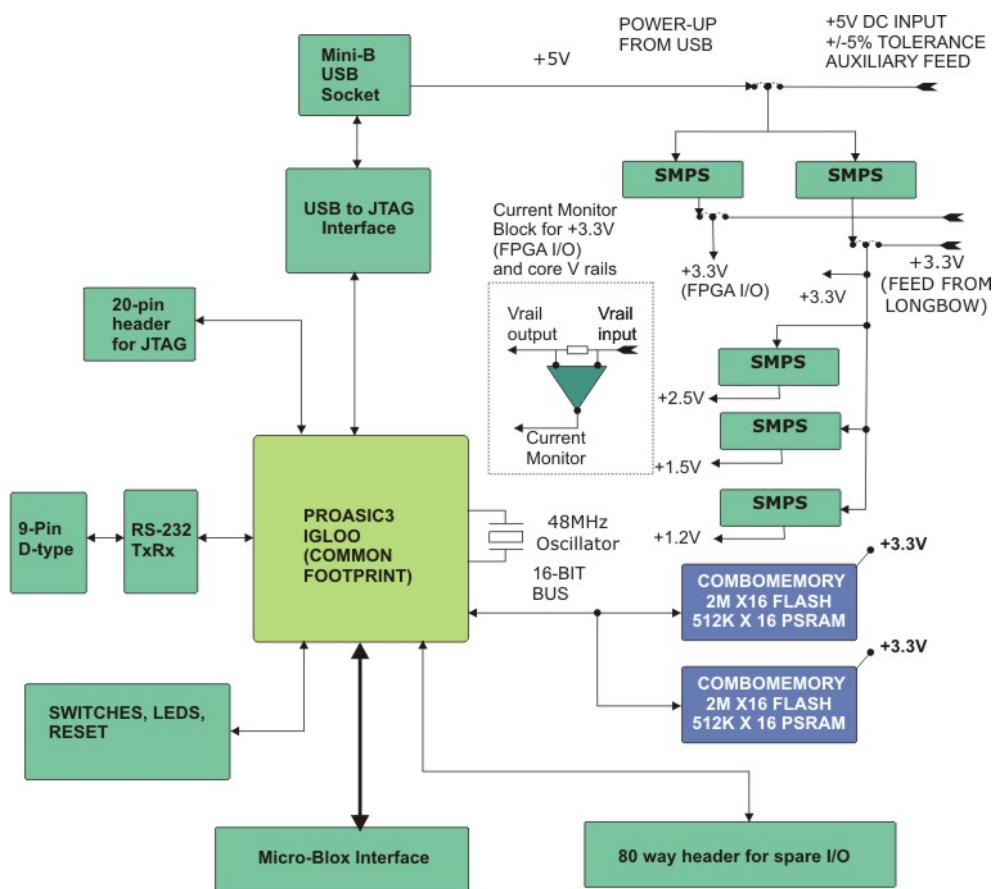 POWER-UP
FROM USB
+5V DC INPUT
+/-5% TOLERANCE
AUXILIARY FEED
Mini-B
USB
Socket
+5V
SMPS
SMPS
USB to JTAG
Interface
Current Monitor
Block for +3.3V
(FPGA I/O)
and core V rails
+3.3V
(FPGA I/O)
+3.3V
+3.3V
(FEED FROM
LONGBOW)
20-pin
header
for JTAG
Vrail
output
Vrail
input
Current
Monitor
SMPS
+2.5V
SMPS
+1.5V
SMPS
+1.2V
9-Pin
D-type
RS-232
TxRx
PROASIC3
IGLOO
(COMMON
FOOTPRINT)
48MHz
Oscillator
16-BIT
BUS
+3.3V
COMBOMEMORY
2M X16 FLASH
512K X 16 PSRAM
+3.3V
COMBOMEMORY
2M X16 FLASH
512K X 16 PSRAM
SWITCHES, LEDS,
RESET
Micro-Blox Interface
80 way header for spare I/O